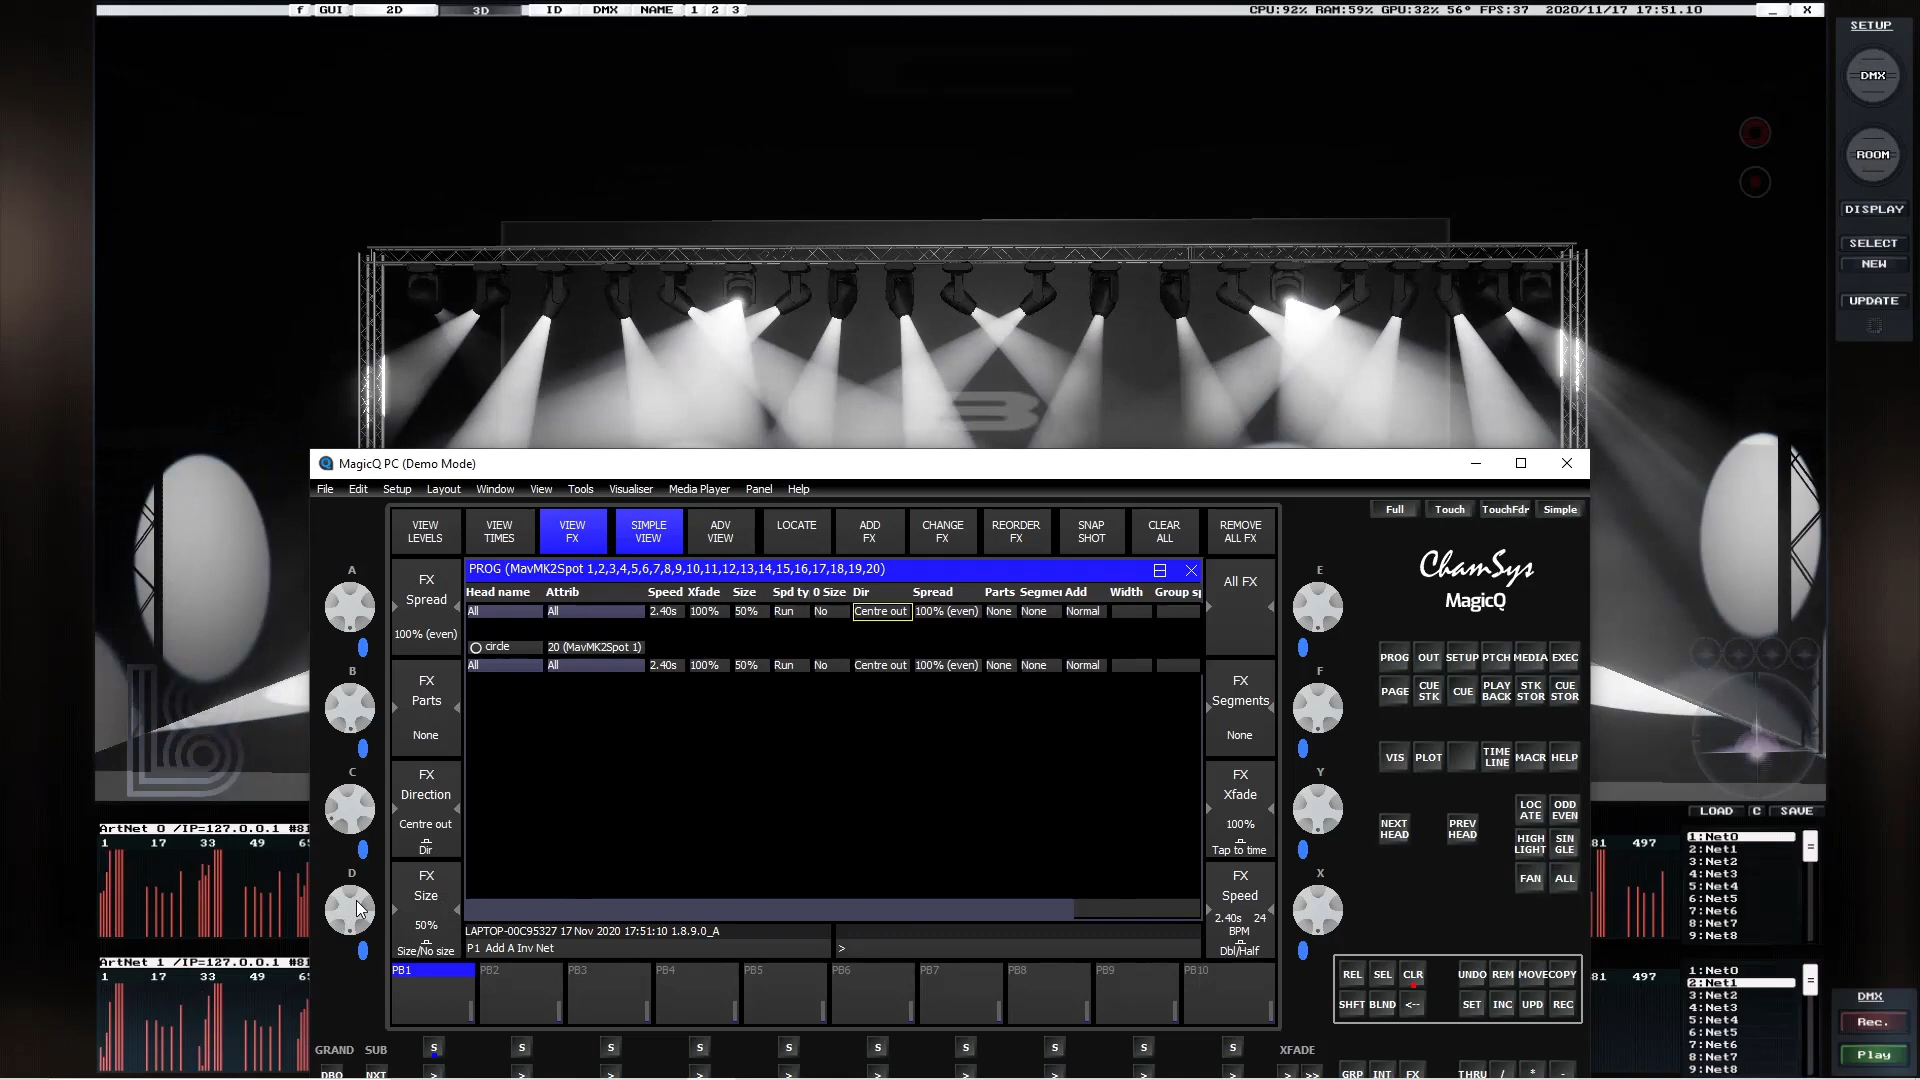 f GUI 2D 3D ID DMX NAME 1 2 3 CPU:92% RAM:59% GPU:32% 56° FPS:37 2020/11/17 17:51.10 _ X
SETUP
DMX
ROOM
DISPLAY
SELECT
NEW
UPDATE
MagicQ PC (Demo Mode)
File Edit Setup Layout Window View Tools Visualiser Media Player Panel Help
Full Touch TouchFdr Simple
VIEW LEVELS
VIEW TIMES
VIEW FX
SIMPLE VIEW
ADV VIEW
LOCATE
ADD FX
CHANGE FX
REORDER FX
SNAP SHOT
CLEAR ALL
REMOVE ALL FX
PROG (MavMK2Spot 1,2,3,4,5,6,7,8,9,10,11,12,13,14,15,16,17,18,19,20)
Head name Attrib Speed Xfade Size Spd ty 0 Size Dir Spread Parts Segme Add Width Group s
All All 2.40s 100% 50% Run No Centre out 100% (even) None None Normal
circle 20 (MavMK2Spot 1)
All All 2.40s 100% 50% Run No Centre out 100% (even) None None Normal
A
FX Spread
100% (even)
B
FX Parts
None
C
FX Direction
Centre out
Dir
D
FX Size
50%
Size/No size
All FX
E
FX Segments
None
F
FX Xfade
100%
Tap to time
Y
FX Speed
2.40s 24
BPM
Dbl/Half
X
LAPTOP-00C95327 17 Nov 2020 17:51:10 1.8.9.0_A
P1 Add A Inv Net >
PB1 PB2 PB3 PB4 PB5 PB6 PB7 PB8 PB9 PB10
GRAND SUB S S S S S S S S S S XFADE
DBO NXT > > > > > > > > > > > >>
ChamSys
MagicQ
PROG OUT SETUP PTCH MEDIA EXEC
PAGE CUE STK CUE PLAY BACK STK STOR CUE STOR
VIS PLOT TIME LINE MACR HELP
NEXT HEAD PREV HEAD LOC ATE ODD EVEN
HIGH LIGHT SIN GLE
FAN ALL
REL SEL CLR UNDO REM MOVE COPY
SHFT BLND <-- SET INC UPD REC
GRP INT FX THRU / * -
ArtNet 0 /IP=127.0.0.1 #81
1 17 33 49 6
ArtNet 1 /IP=127.0.0.1 #81
1 17 33 49 6
LOAD C SAVE
81 497
1:Net0
2:Net1
3:Net2
4:Net3
5:Net4
6:Net5
7:Net6
8:Net7
9:Net8
81 497
1:Net0
2:Net1
3:Net2
4:Net3
5:Net4
6:Net5
7:Net6
8:Net7
9:Net8
DMX
Rec.
Play